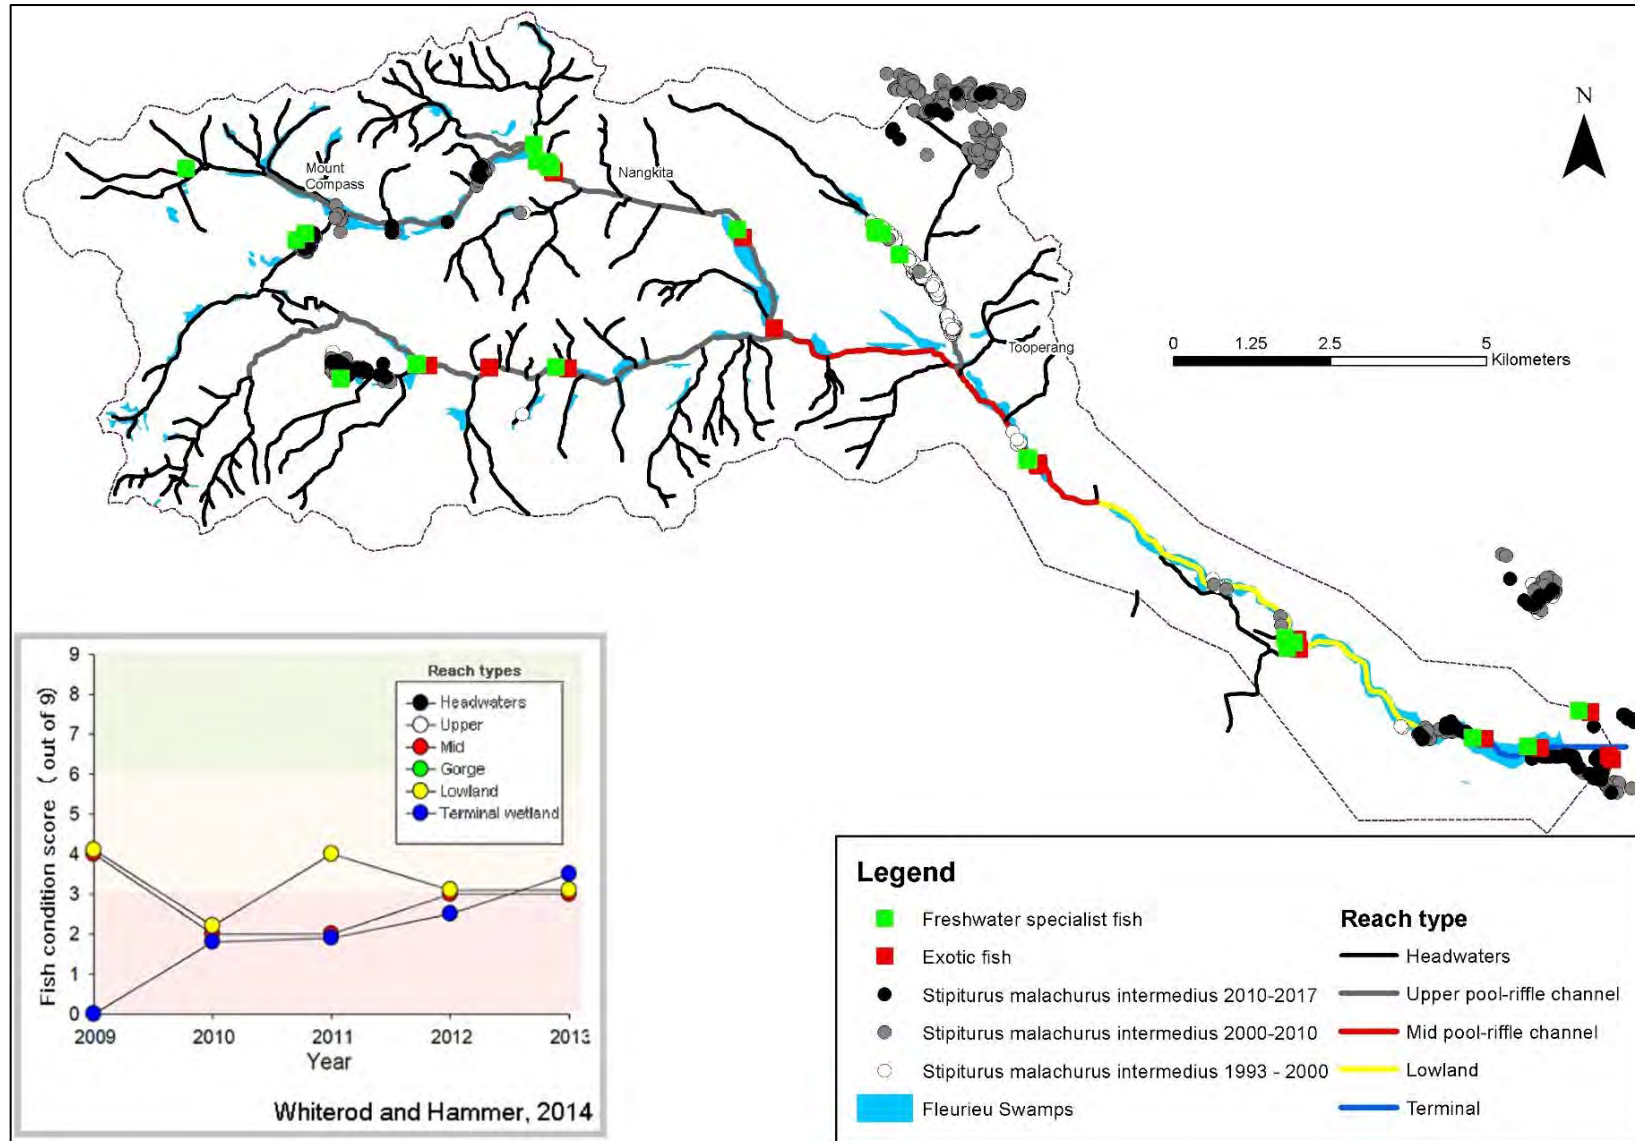 N
Mount
Compass
Nangkita
Tooperang
0 1.25 2.5 5
Kilometers
9
8
7
6
5
4
3
2
1
0
Fish condition score ( out of 9)
2009 2010 2011 2012 2013
Year
Reach types
Headwaters
Upper
Mid
Gorge
Lowland
Terminal wetland
Whiterod and Hammer, 2014
Legend
Freshwater specialist fish
Exotic fish
Stipiturus malachurus intermedius 2010-2017
Stipiturus malachurus intermedius 2000-2010
Stipiturus malachurus intermedius 1993 - 2000
Fleurieu Swamps
Reach type
Headwaters
Upper pool-riffle channel
Mid pool-riffle channel
Lowland
Terminal